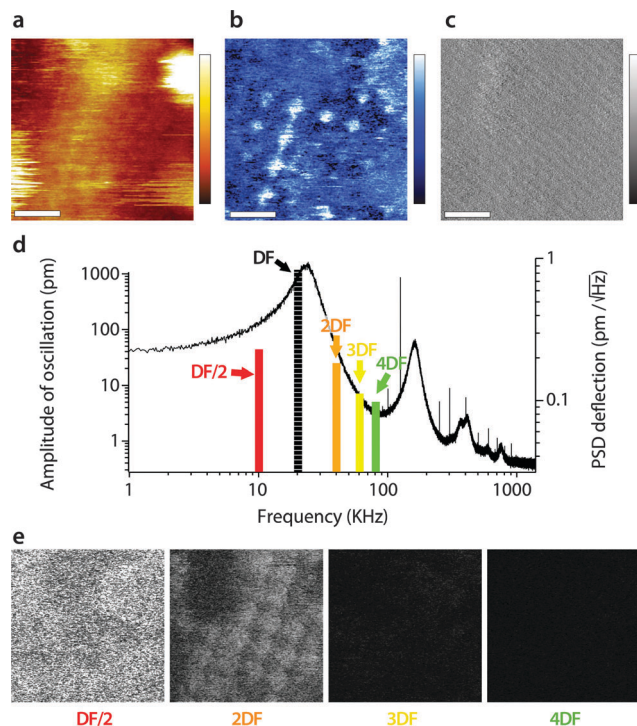 a
b
c
d
DF
1000
100
10
1
Amplitude of oscillation (pm)
DF/2
2DF
3DF
4DF
1
0.1
PSD deflection (pm /√Hz)
1
10
100
1000
Frequency (KHz)
e
DF/2
2DF
3DF
4DF